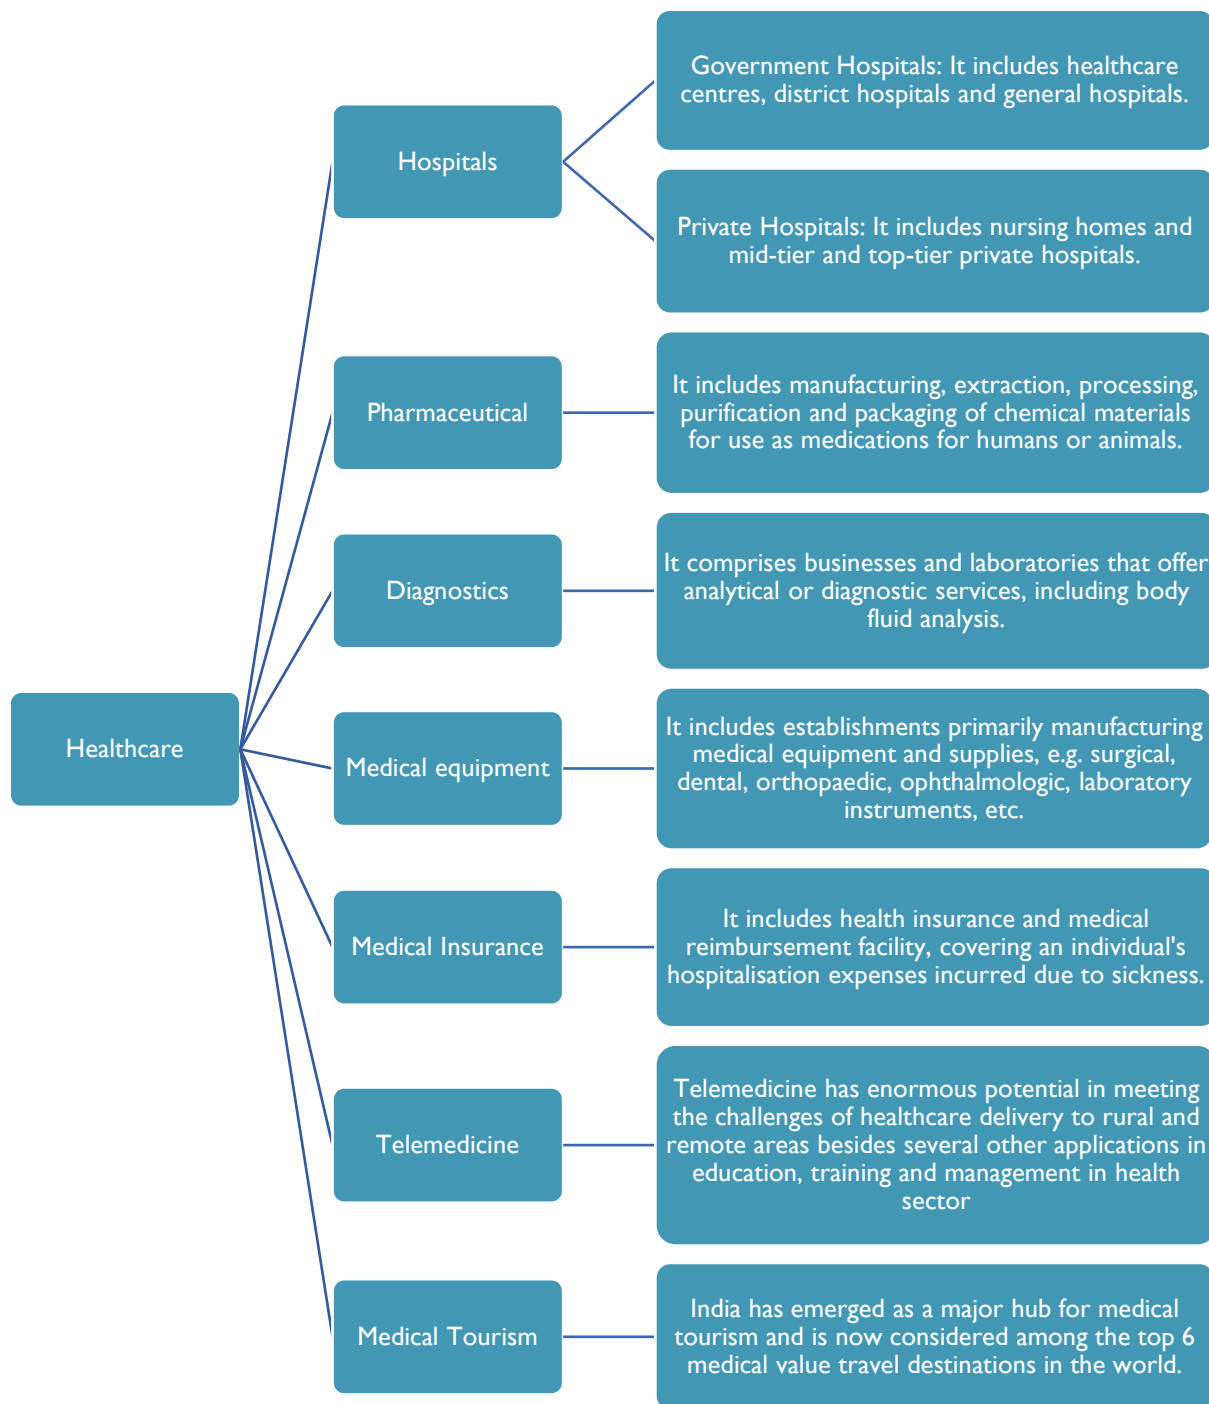 Healthcare
Hospitals
Government Hospitals: It includes healthcare
centres, district hospitals and general hospitals.
Private Hospitals: It includes nursing homes and
mid-tier and top-tier private hospitals.
Pharmaceutical
It includes manufacturing, extraction, processing,
purification and packaging of chemical materials
for use as medications for humans or animals.
Diagnostics
It comprises businesses and laboratories that offer
analytical or diagnostic services, including body
fluid analysis.
Medical equipment
It includes establishments primarily manufacturing
medical equipment and supplies, e.g. surgical,
dental, orthopaedic, ophthalmologic, laboratory
instruments, etc.
Medical Insurance
It includes health insurance and medical
reimbursement facility, covering an individual's
hospitalisation expenses incurred due to sickness.
Telemedicine
Telemedicine has enormous potential in meeting
the challenges of healthcare delivery to rural and
remote areas besides several other applications in
education, training and management in health
sector
Medical Tourism
India has emerged as a major hub for medical
tourism and is now considered among the top 6
medical value travel destinations in the world.